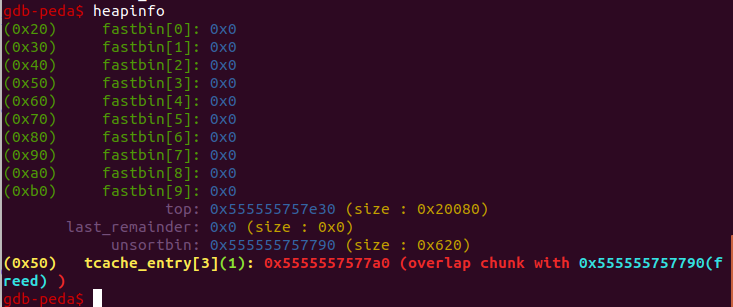 gdb-peda$ heapinfo
(0x20)     fastbin[0]: 0x0
(0x30)     fastbin[1]: 0x0
(0x40)     fastbin[2]: 0x0
(0x50)     fastbin[3]: 0x0
(0x60)     fastbin[4]: 0x0
(0x70)     fastbin[5]: 0x0
(0x80)     fastbin[6]: 0x0
(0x90)     fastbin[7]: 0x0
(0xa0)     fastbin[8]: 0x0
(0xb0)     fastbin[9]: 0x0
                  top: 0x555555757e30 (size : 0x20080)
       last_remainder: 0x0 (size : 0x0)
            unsortbin: 0x555555757790 (size : 0x620)
(0x50)   tcache_entry[3](1): 0x5555557577a0 (overlap chunk with 0x555555757790(f
reed) )
gdb-peda$